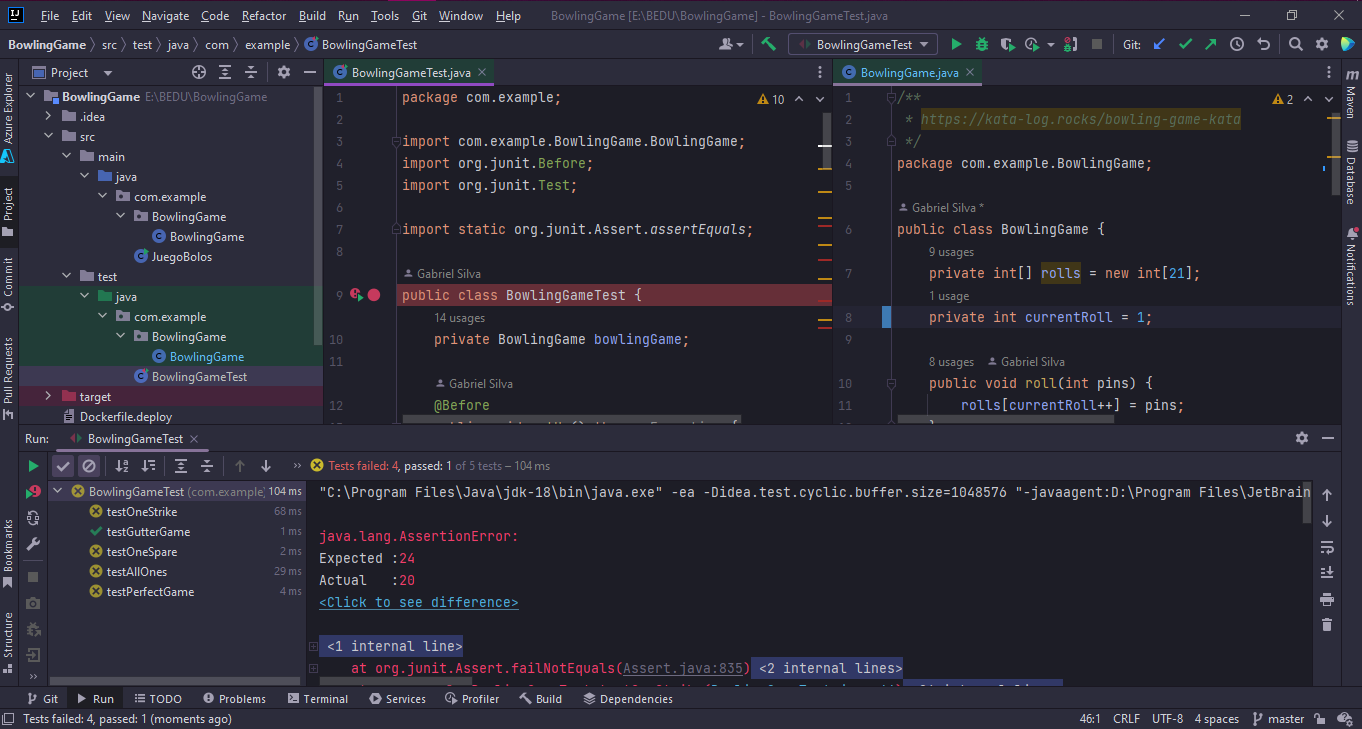 File Edit View Navigate Code Refactor Build Run Tools Git Window Help BowlingGame [E:\BEDU\BowlingGame] - BowlingGameTest.java
BowlingGame src test java com example BowlingGameTest
BowlingGameTest
Git:
Project
BowlingGame E:\BEDU\BowlingGame
.idea
src
main
java
com.example
BowlingGame
BowlingGame
JuegoBolos
test
java
com.example
BowlingGame
BowlingGame
BowlingGameTest
target
Dockerfile.deploy
Azure Explorer
Project
Commit
Pull Requests
Bookmarks
Structure
BowlingGameTest.java
10
1 package com.example;
2
3 import com.example.BowlingGame.BowlingGame;
4 import org.junit.Before;
5 import org.junit.Test;
6
7 import static org.junit.Assert.assertEquals;
8
Gabriel Silva
9 public class BowlingGameTest {
14 usages
10 private BowlingGame bowlingGame;
11
Gabriel Silva
12 @Before
BowlingGame.java
2
1 /**
2 * https://kata-log.rocks/bowling-game-kata
3 */
4 package com.example.BowlingGame;
5
Gabriel Silva *
6 public class BowlingGame {
9 usages
7 private int[] rolls = new int[21];
1 usage
8 private int currentRoll = 1;
9
8 usages Gabriel Silva
10 public void roll(int pins) {
11 rolls[currentRoll++] = pins;
Maven
Database
Notifications
Run: BowlingGameTest
Tests failed: 4, passed: 1 of 5 tests – 104 ms
BowlingGameTest (com.example) 104 ms
testOneStrike 68 ms
testGutterGame 1 ms
testOneSpare 2 ms
testAllOnes 29 ms
testPerfectGame 4 ms
"C:\Program Files\Java\jdk-18\bin\java.exe" -ea -Didea.test.cyclic.buffer.size=1048576 "-javaagent:D:\Program Files\JetBrain
java.lang.AssertionError:
Expected :24
Actual :20
<Click to see difference>
<1 internal line>
at org.junit.Assert.failNotEquals(Assert.java:835) <2 internal lines>
Git Run TODO Problems Terminal Services Profiler Build Dependencies
Tests failed: 4, passed: 1 (moments ago)
46:1 CRLF UTF-8 4 spaces master